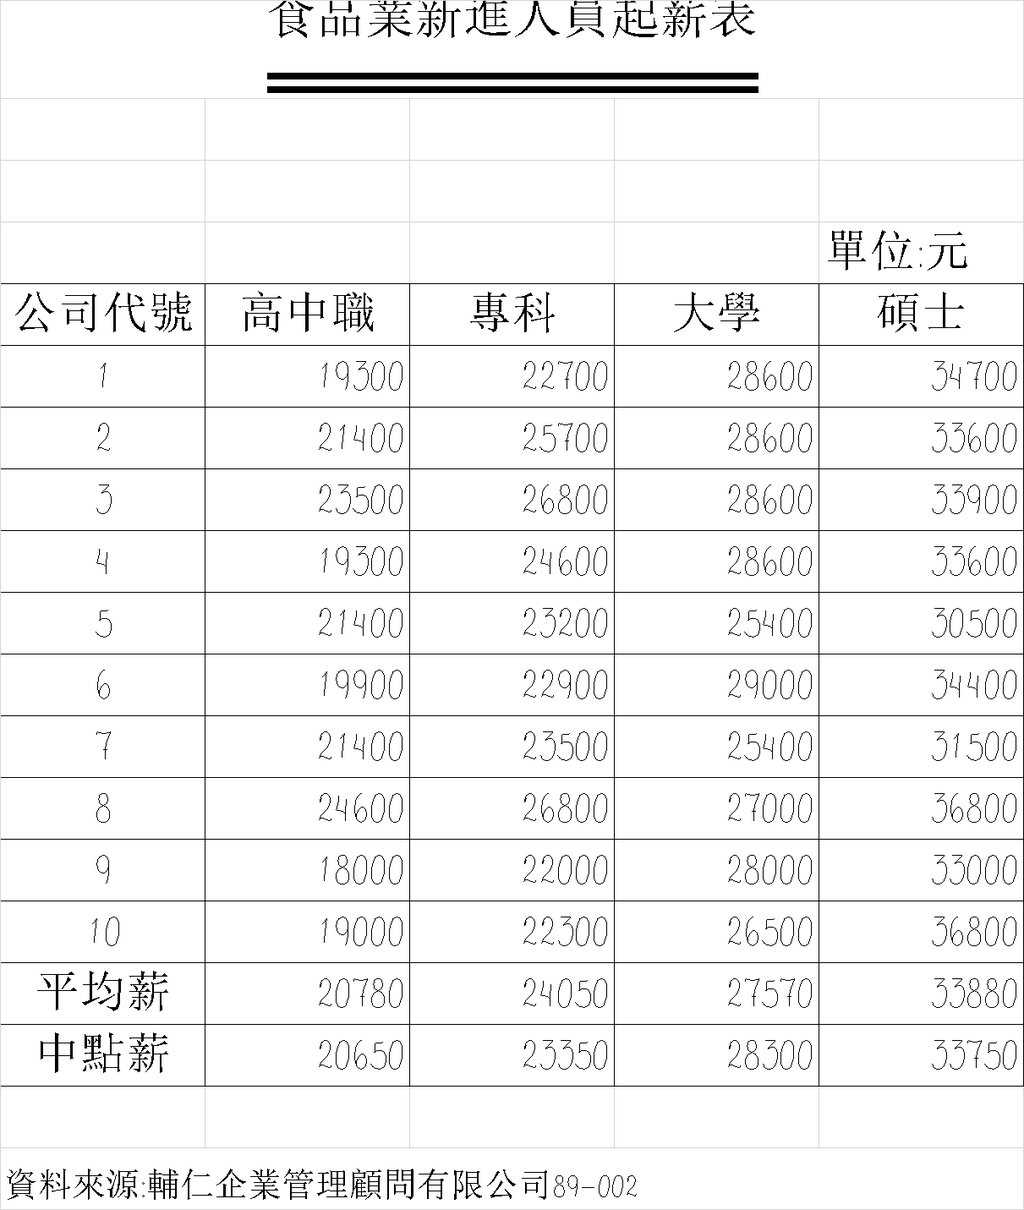 食品業新進人員起薪表
單位:元
公司代號 高中職 專科 大學 碩士
1 19300 22700 28600 34700
2 21400 25700 28600 33600
3 23500 26800 28600 33900
4 19300 24600 28600 33600
5 21400 23200 25400 30500
6 19900 22900 29000 34400
7 21400 23500 25400 31500
8 24600 26800 27000 36800
9 18000 22000 28000 33000
10 19000 22300 26500 36800
平均薪 20780 24050 27570 33880
中點薪 20650 23350 28300 33750
資料來源:輔仁企業管理顧問有限公司89-002